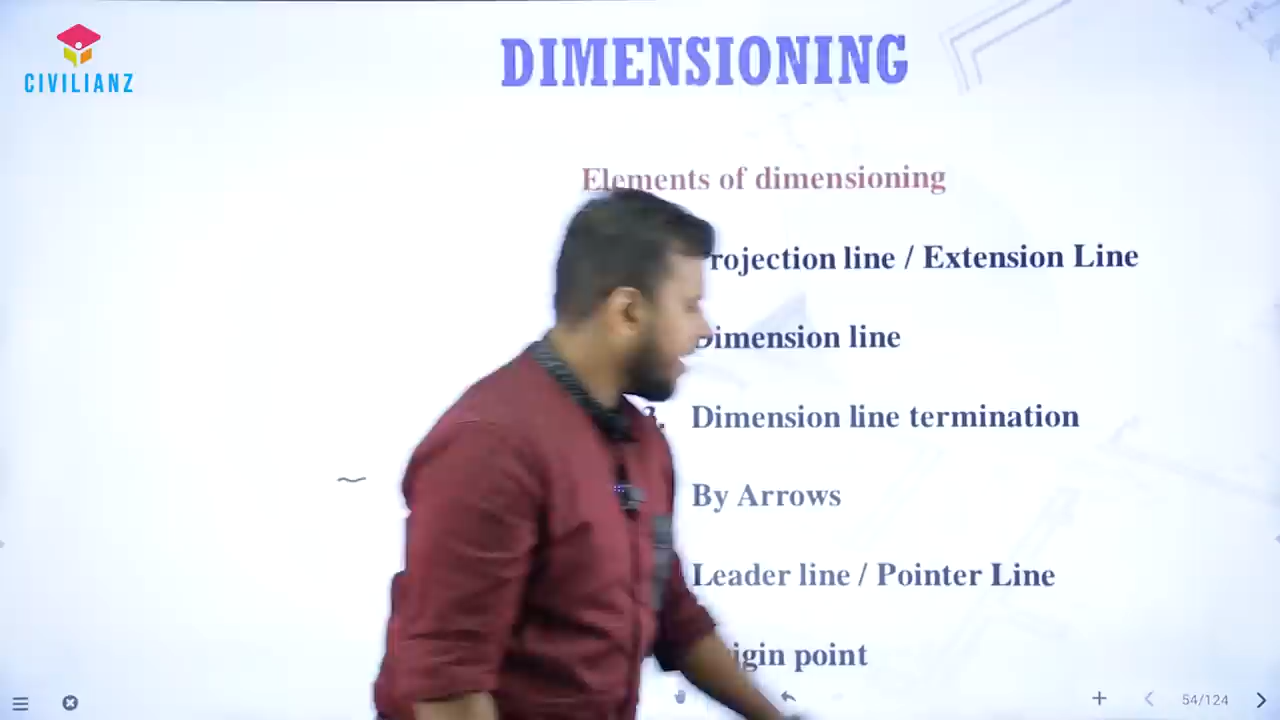 CIVILIANZ
DIMENSIONING
Elements of dimensioning
rojection line / Extension Line
Dimension line
3. Dimension line termination
By Arrows
Leader line / Pointer Line
igin point
54/124